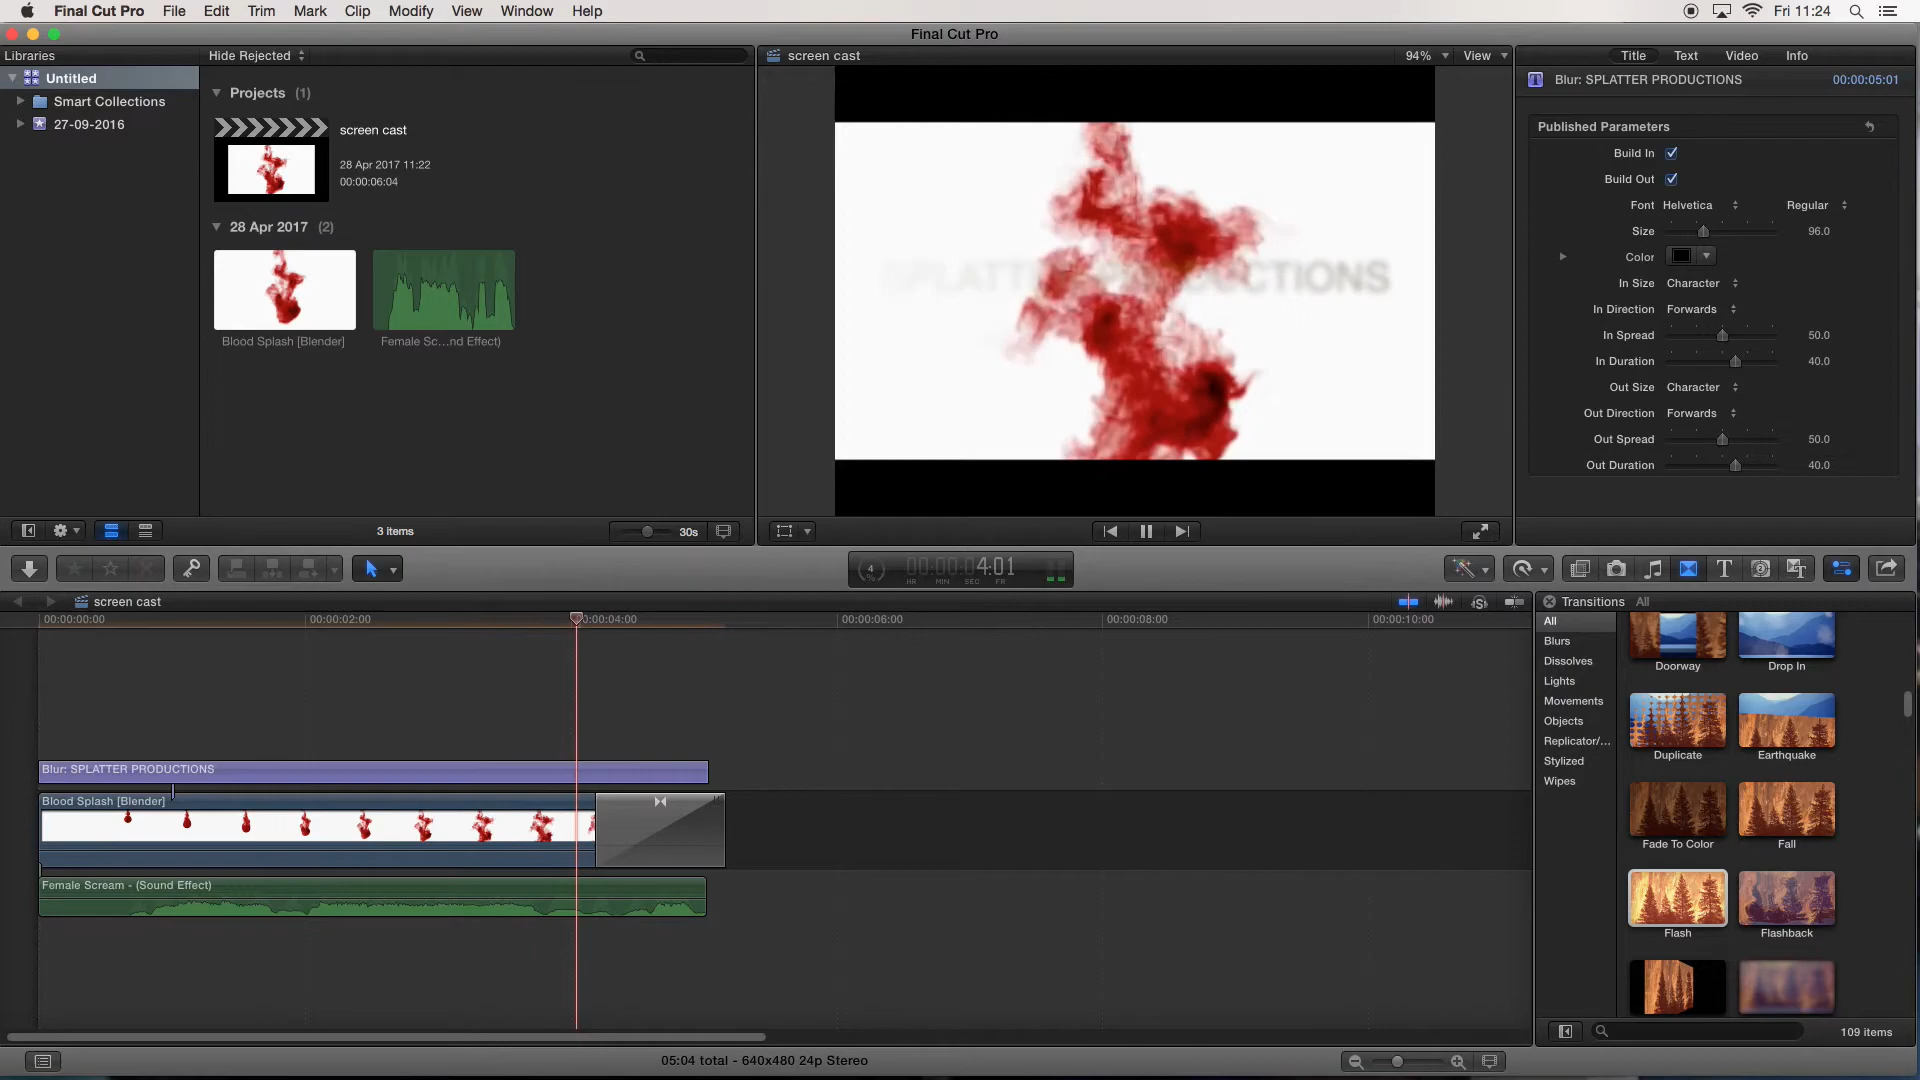 Final Cut Pro File Edit Trim Mark Clip Modify View Window Help Fri 11:24
Final Cut Pro
Libraries
Hide Rejected
Untitled
Smart Collections
27-09-2016
Projects (1)
screen cast
28 Apr 2017 11:22
00:00:06:04
28 Apr 2017 (2)
Blood Splash [Blender]
Female Sc...nd Effect)
3 items
30s
screen cast
94% View
SPLATTER PRODUCTIONS
Title Text Video Info
Blur: SPLATTER PRODUCTIONS 00:00:05:01
Published Parameters
Build In
Build Out
Font Helvetica Regular
Size 96.0
Color
In Size Character
In Direction Forwards
In Spread 50.0
In Duration 40.0
Out Size Character
Out Direction Forwards
Out Spread 50.0
Out Duration 40.0
4 00:00:04:01
HR MIN SEC FR
screen cast
00:00:00:00 00:00:02:00 00:00:04:00 00:00:06:00 00:00:08:00 00:00:10:00
Blur: SPLATTER PRODUCTIONS
Blood Splash [Blender]
Female Scream - (Sound Effect)
05:04 total - 640x480 24p Stereo
Transitions All
All
Blurs
Dissolves
Lights
Movements
Objects
Replicator/...
Stylized
Wipes
Doorway
Drop In
Duplicate
Earthquake
Fade To Color
Fall
Flash
Flashback
109 items